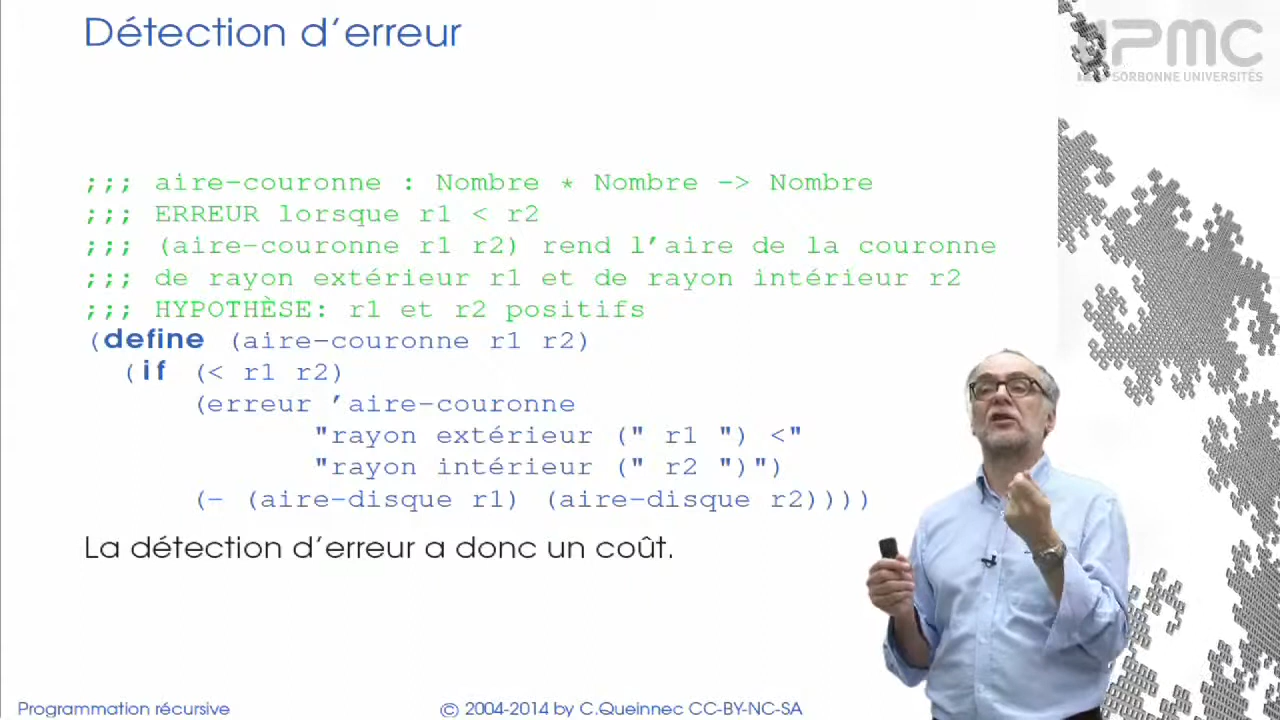 Détection d'erreur
UPMC
SORBONNE UNIVERSITÉS
;;; aire-couronne : Nombre * Nombre -> Nombre
;;; ERREUR lorsque r1 < r2
;;; (aire-couronne r1 r2) rend l'aire de la couronne
;;; de rayon extérieur r1 et de rayon intérieur r2
;;; HYPOTHÈSE: r1 et r2 positifs
(define (aire-couronne r1 r2)
(if (< r1 r2)
(erreur 'aire-couronne
"rayon extérieur (" r1 ") <"
"rayon intérieur (" r2 ")")
(- (aire-disque r1) (aire-disque r2))))
La détection d'erreur a donc un coût.
Programmation récursive
© 2004-2014 by C.Queinnec CC-BY-NC-SA